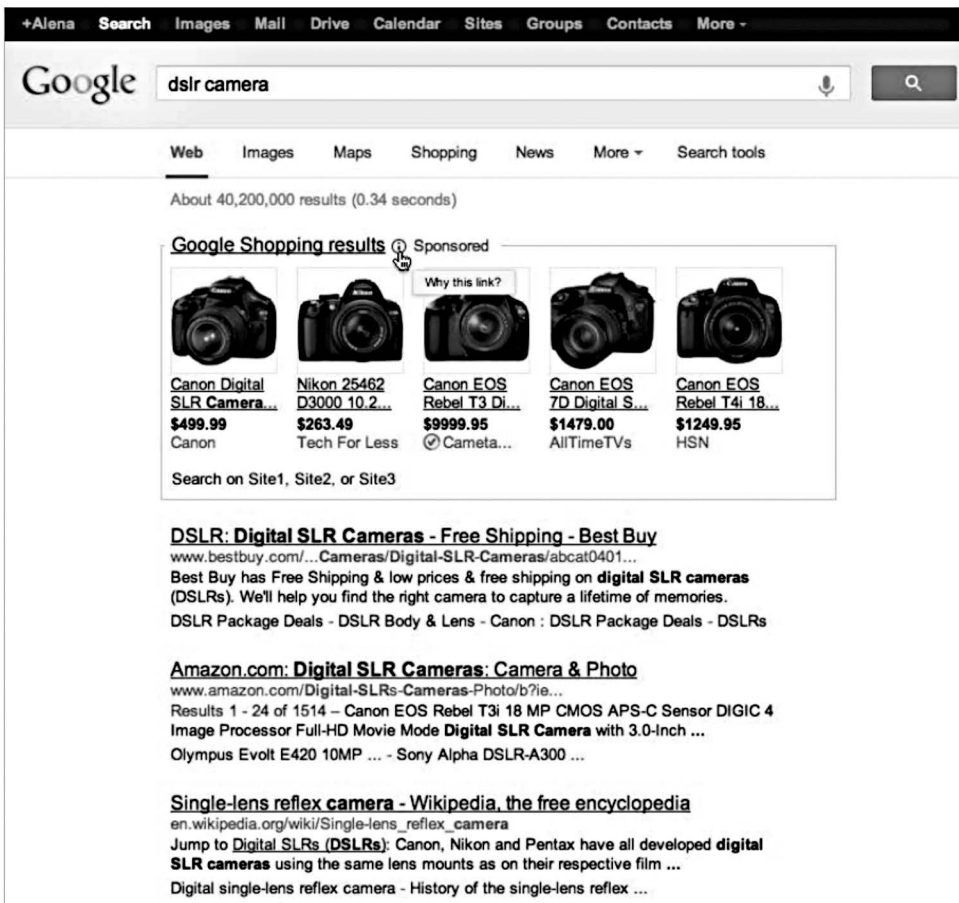 +Alena Search Images Mail Drive Calendar Sites Groups Contacts More
Google dslr camera
Web Images Maps Shopping News More Search tools
About 40,200,000 results (0.34 seconds)
Google Shopping results Sponsored
Why this link?
Canon Digital SLR Camera...
$499.99
Canon
Nikon 25462 D3000 10.2...
$263.49
Tech For Less
Canon EOS Rebel T3 Di...
$9999.95
Cameta...
Canon EOS 7D Digital S...
$1479.00
AllTimeTVs
Canon EOS Rebel T4i 18...
$1249.95
HSN
Search on Site1, Site2, or Site3
DSLR: Digital SLR Cameras - Free Shipping - Best Buy
www.bestbuy.com/...Cameras/Digital-SLR-Cameras/abcat0401...
Best Buy has Free Shipping & low prices & free shipping on digital SLR cameras
(DSLRs). We'll help you find the right camera to capture a lifetime of memories.
DSLR Package Deals - DSLR Body & Lens - Canon : DSLR Package Deals - DSLRs
Amazon.com: Digital SLR Cameras: Camera & Photo
www.amazon.com/Digital-SLRs-Cameras-Photo/b?ie...
Results 1 - 24 of 1514 – Canon EOS Rebel T3i 18 MP CMOS APS-C Sensor DIGIC 4
Image Processor Full-HD Movie Mode Digital SLR Camera with 3.0-Inch ...
Olympus Evolt E420 10MP ... - Sony Alpha DSLR-A300 ...
Single-lens reflex camera - Wikipedia, the free encyclopedia
en.wikipedia.org/wiki/Single-lens_reflex_camera
Jump to Digital SLRs (DSLRs): Canon, Nikon and Pentax have all developed digital
SLR cameras using the same lens mounts as on their respective film ...
Digital single-lens reflex camera - History of the single-lens reflex ...